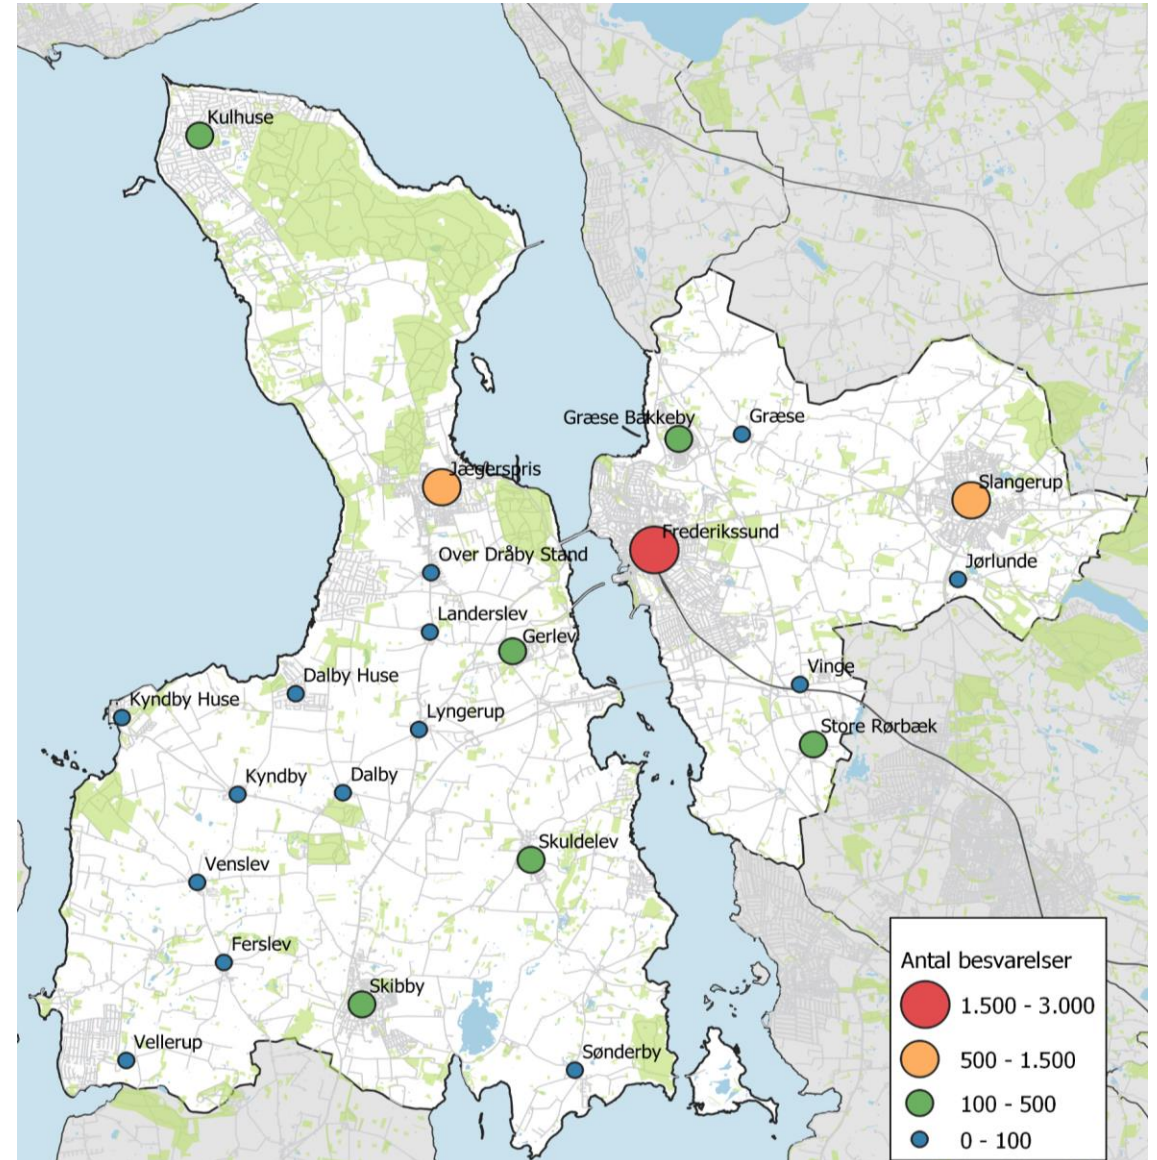 Kulhuse
Græse Bakkeby
Græse
Jægerspris
Slangerup
Frederikssund
Over Dråby Stand
Jørlunde
Landerslev
Gerlev
Dalby Huse
Vinge
Kyndby Huse
Lyngerup
Store Rørbæk
Kyndby
Dalby
Skuldelev
Venslev
Ferslev
Skibby
Vellerup
Sønderby
Antal besvarelser
1.500 - 3.000
500 - 1.500
100 - 500
0 - 100